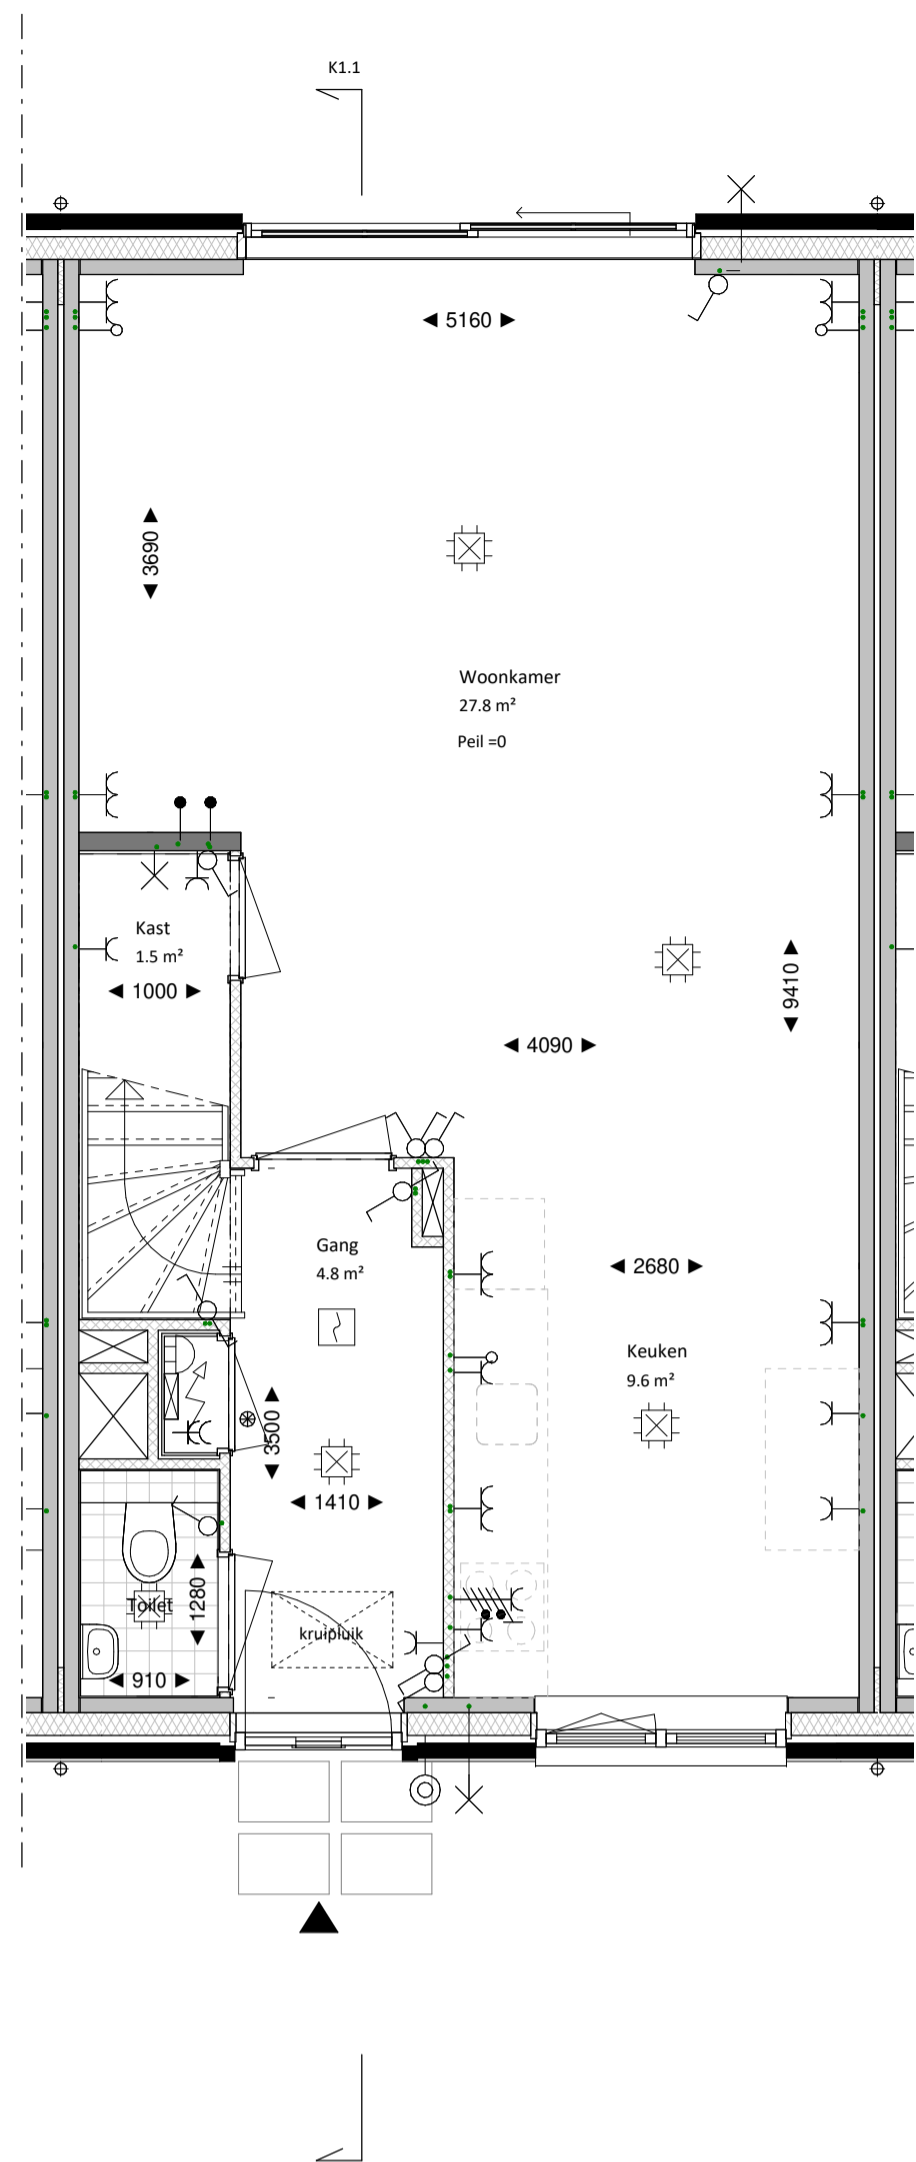 K1.1
◄ 5160 ►
◄ 3690 ►
Woonkamer
27.8 m²
Peil =0
Kast
1.5 m²
◄ 1000 ►
◄ 9410 ►
◄ 4090 ►
Gang
4.8 m²
◄ 2680 ►
Keuken
9.6 m²
◄ 3500 ►
◄ 1410 ►
Toilet
◄ 1280 ►
kruipluik
◄ 910 ►